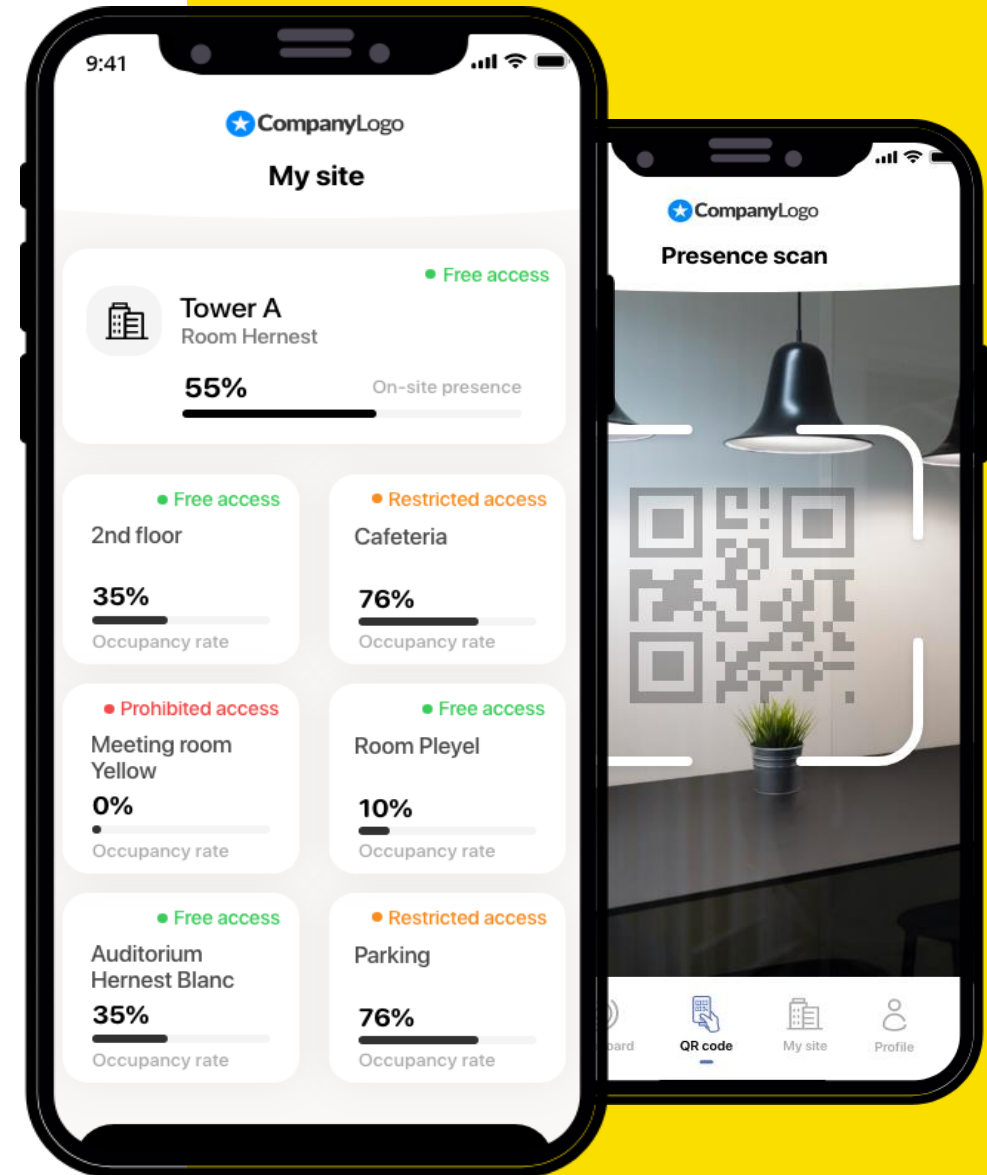 9:41
CompanyLogo
My site
Free access
Tower A
Room Hernest
55%
On-site presence
Free access
2nd floor
35%
Occupancy rate
Restricted access
Cafeteria
76%
Occupancy rate
Prohibited access
Meeting room
Yellow
0%
Occupancy rate
Free access
Room Pleyel
10%
Occupancy rate
Free access
Auditorium
Hernest Blanc
35%
Occupancy rate
Restricted access
Parking
76%
Occupancy rate
CompanyLogo
Presence scan
QR code
My site
Profile